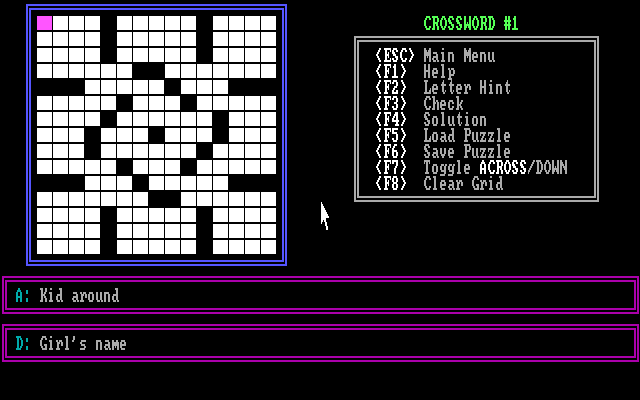 CROSSWORD #1
<ESC> Main Menu
<F1> Help
<F2> Letter Hint
<F3> Check
<F4> Solution
<F5> Load Puzzle
<F6> Save Puzzle
<F7> Toggle ACROSS/DOWN
<F8> Clear Grid
A: Kid around
D: Girl's name